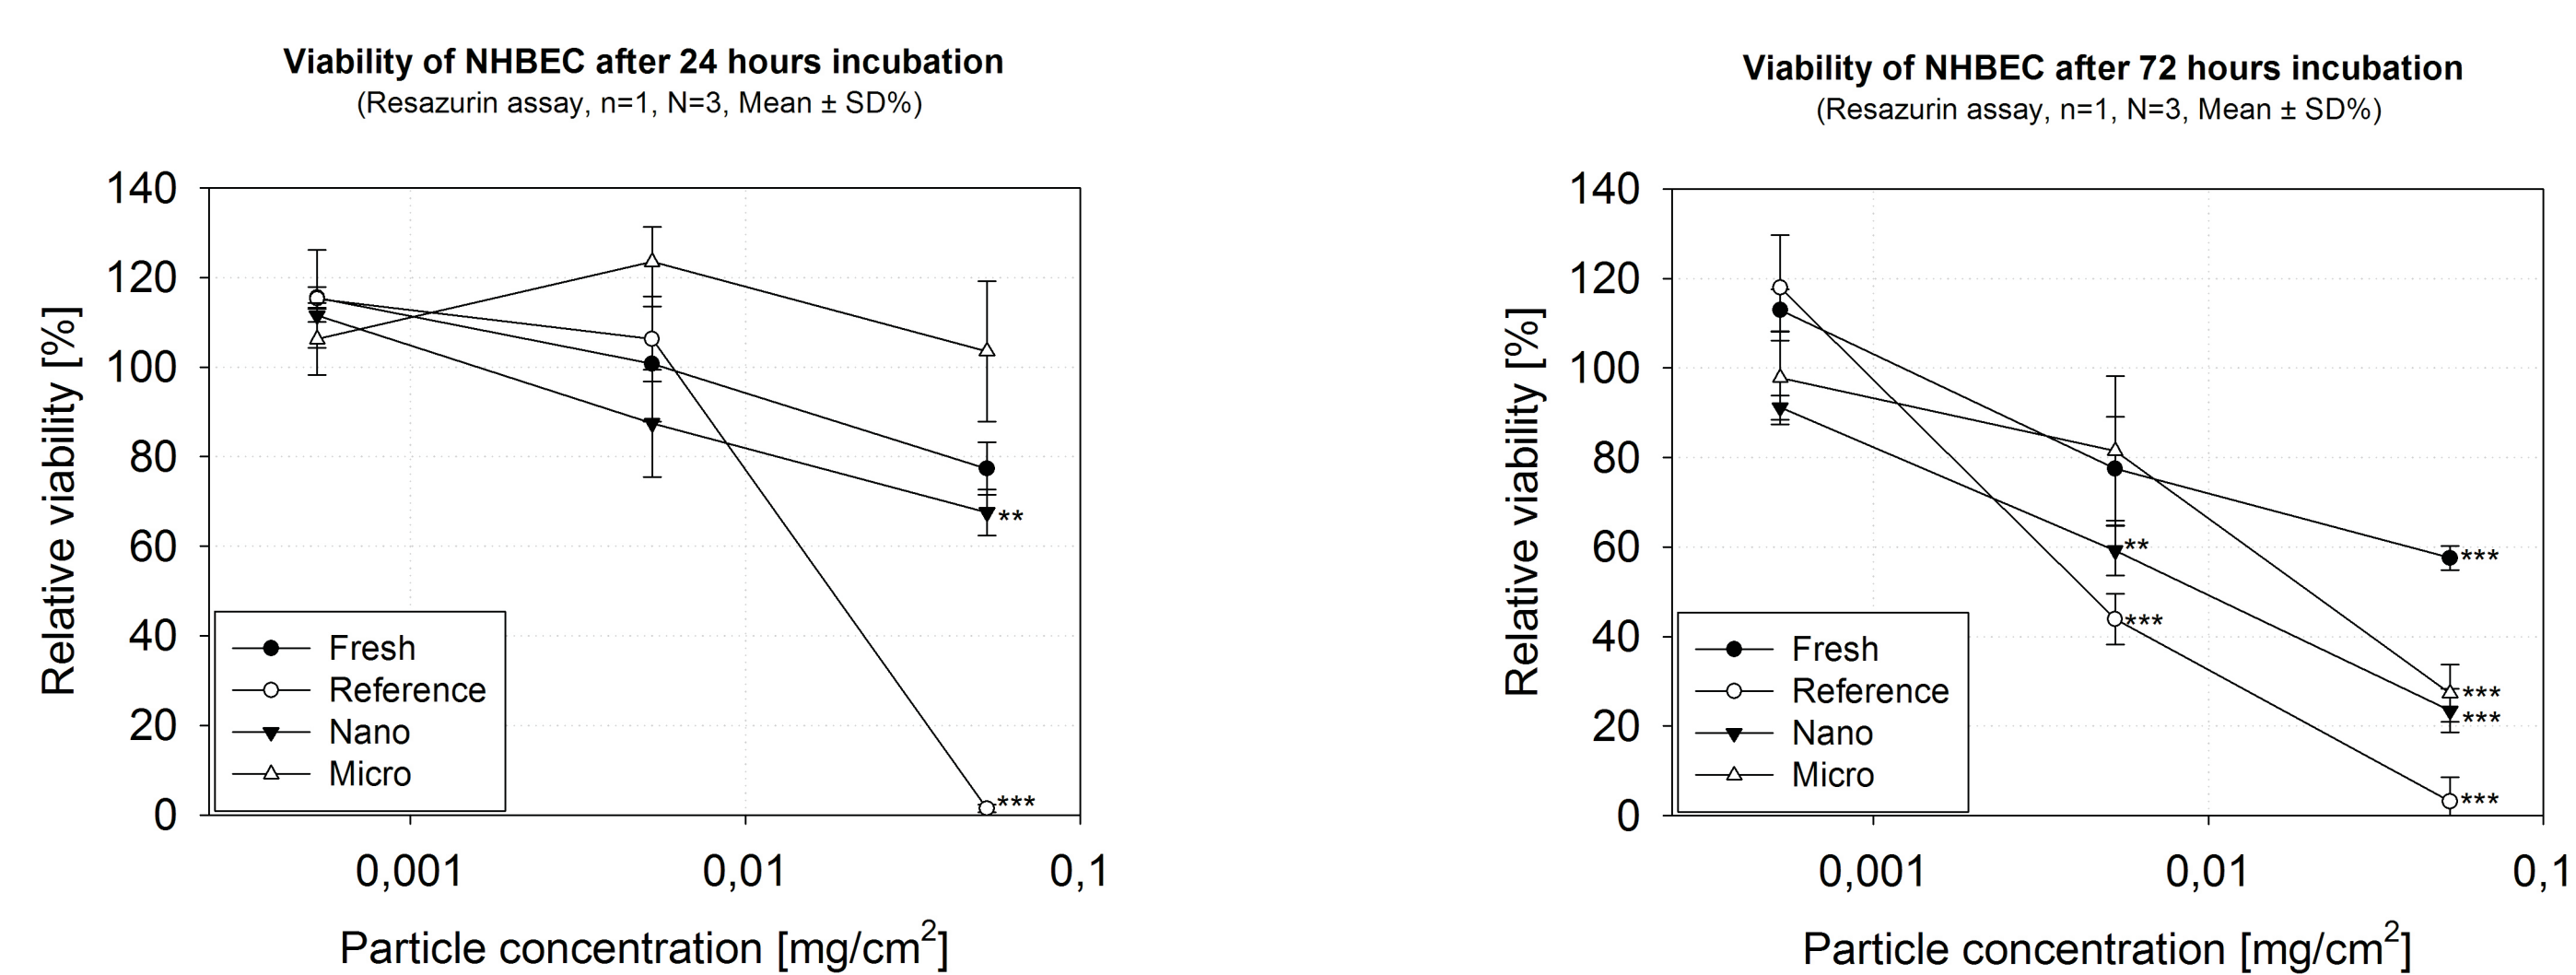 Viability of NHBEC after 24 hours incubation
(Resazurin assay, n=1, N=3, Mean ± SD%)
140
120
100
80
60
40
20
0
Relative viability [%]
**
***
Fresh
Reference
Nano
Micro
0,001
0,01
0,1
Particle concentration [mg/cm²]
Viability of NHBEC after 72 hours incubation
(Resazurin assay, n=1, N=3, Mean ± SD%)
140
120
100
80
60
40
20
0
Relative viability [%]
**
***
***
***
***
***
Fresh
Reference
Nano
Micro
0,001
0,01
0,1
Particle concentration [mg/cm²]